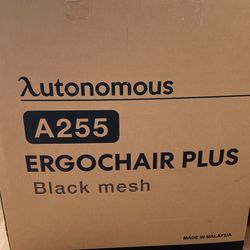 λutonomous
A255
ERGOCHAIR PLUS
Black mesh
MADE IN MALAYSIA